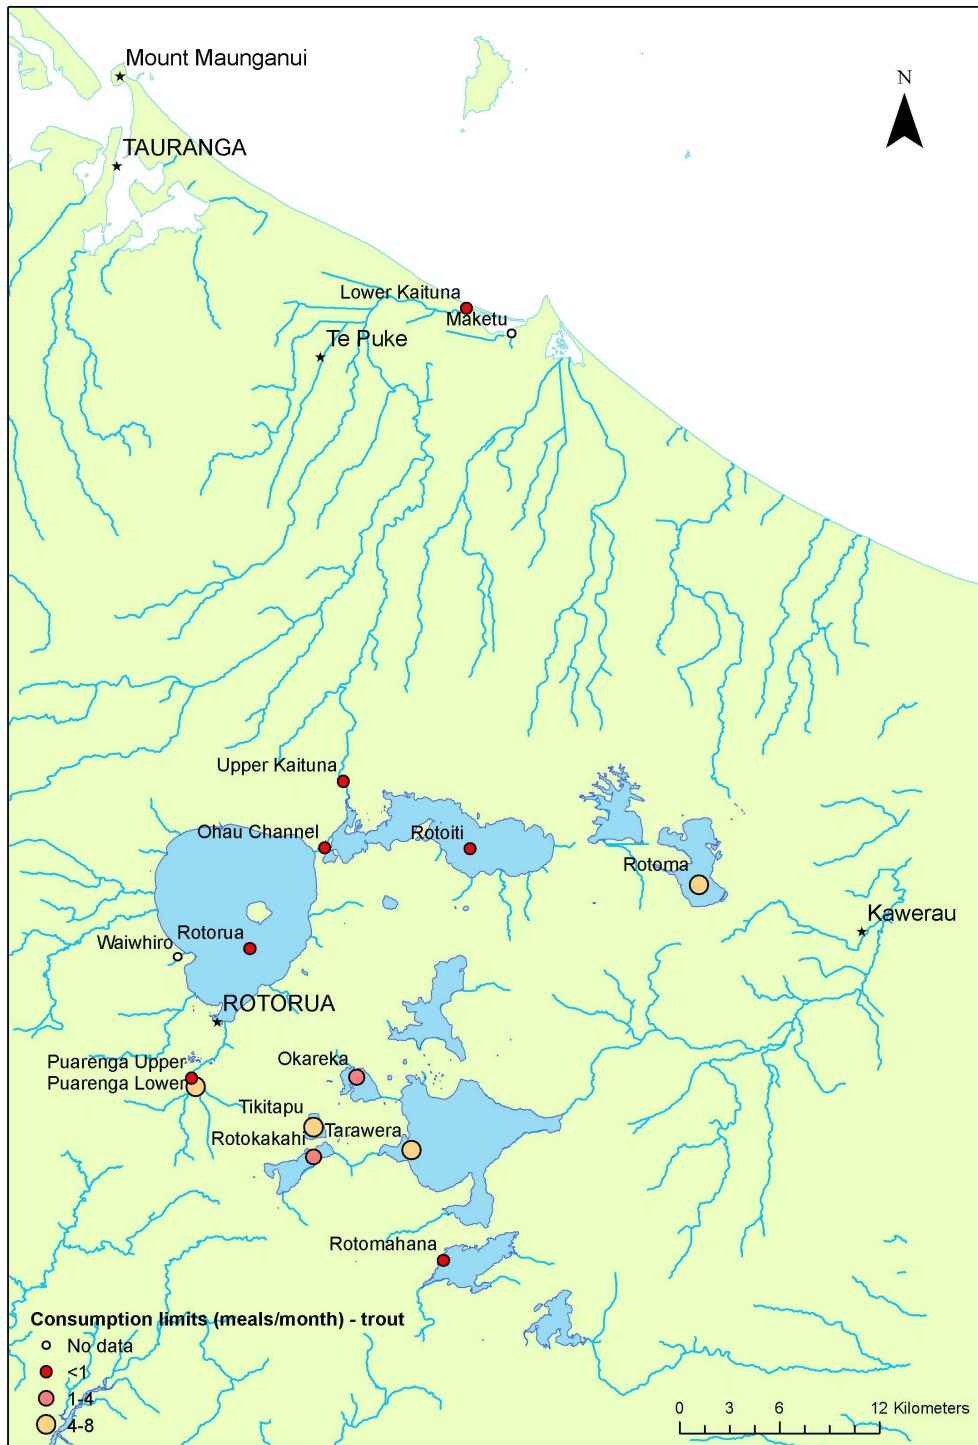 Mount Maunganui
N
TAURANGA
Lower Kaituna
Maketu
Te Puke
Upper Kaituna
Ohau Channel
Rotoiti
Rotoma
Kawerau
Rotorua
Waiwhiro
ROTORUA
Okareka
Puarenga Upper
Puarenga Lower
Tikitapu
Tarawera
Rotokakahi
Rotomahana
Consumption limits (meals/month) - trout
No data
<1
1-4
4-8
0 3 6 12 Kilometers